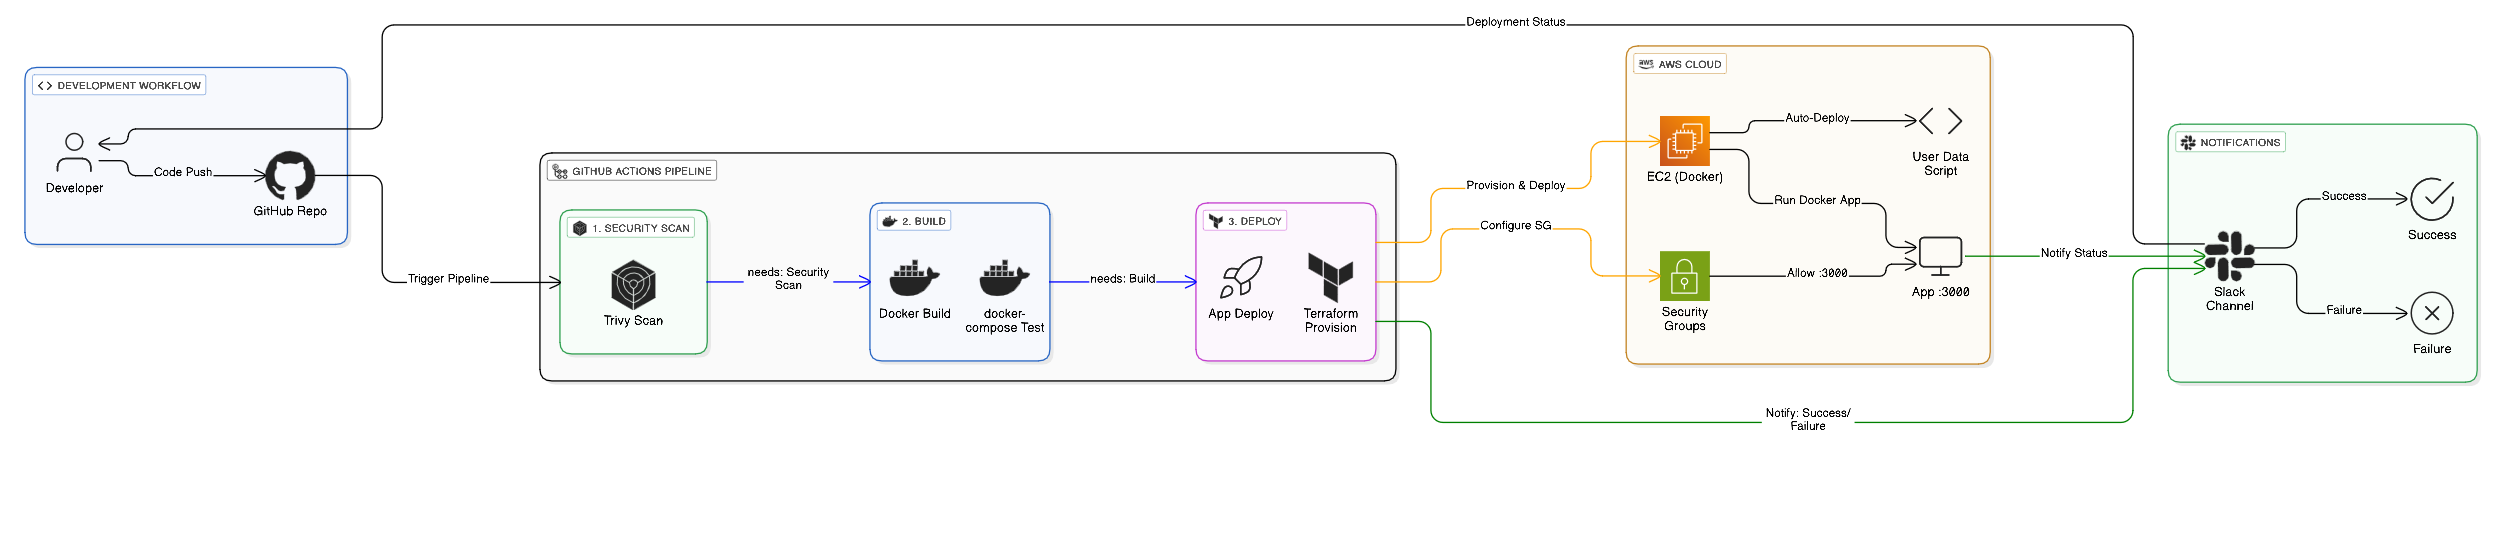 Deployment Status
DEVELOPMENT WORKFLOW
Developer
Code Push
GitHub Repo
Trigger Pipeline
GITHUB ACTIONS PIPELINE
1. SECURITY SCAN
Trivy Scan
needs: Security
Scan
2. BUILD
Docker Build
docker-
compose Test
needs: Build
3. DEPLOY
App Deploy
Terraform
Provision
Provision & Deploy
Configure SG
aws
AWS CLOUD
EC2 (Docker)
Auto-Deploy
User Data
Script
Run Docker App
Security
Groups
Allow :3000
App :3000
Notify Status
Notify: Success/
Failure
NOTIFICATIONS
Slack
Channel
Success
Success
Failure
Failure